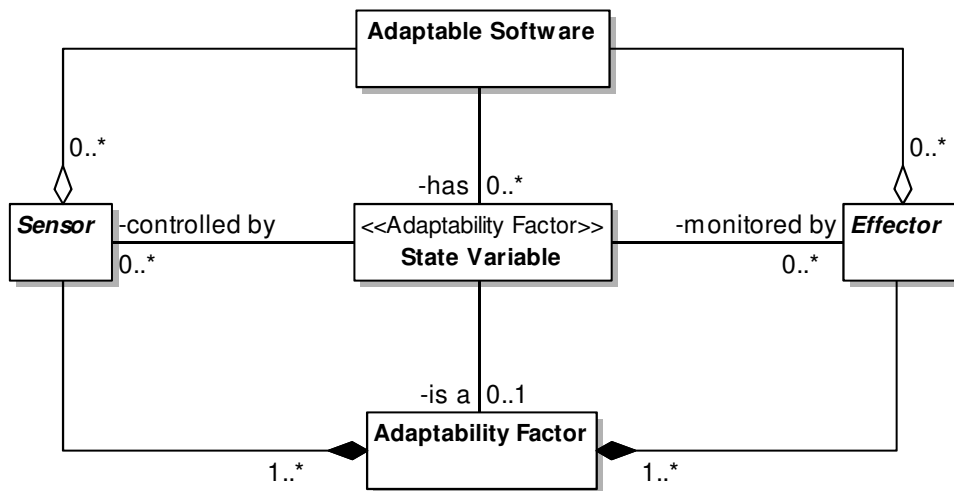 Adaptable Software
0..*
0..*
-has 0..*
Sensor
-controlled by
0..*
<<Adaptability Factor>>
State Variable
-monitored by
0..*
Effector
-is a 0..1
Adaptability Factor
1..*
1..*